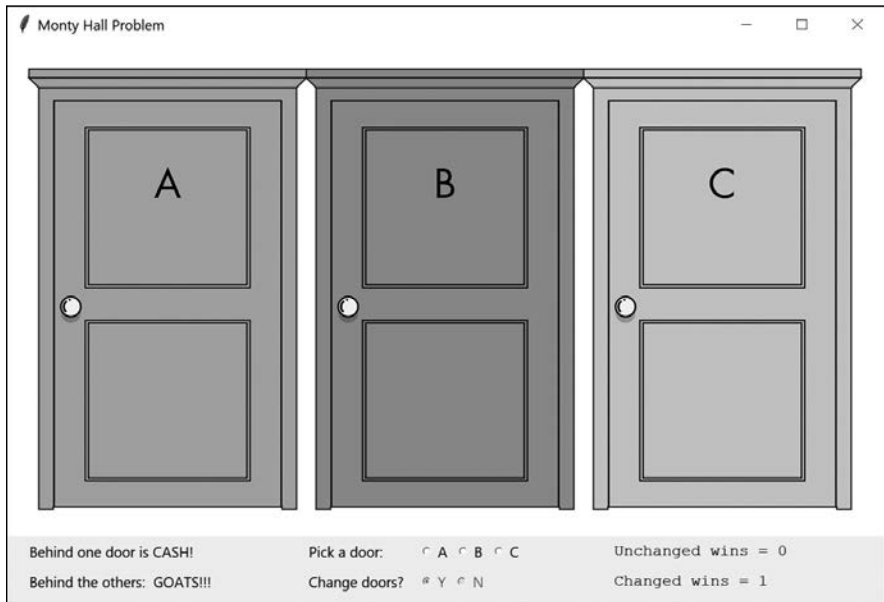 Monty Hall Problem
A B C
Behind one door is CASH! Pick a door: A B C Unchanged wins = 0
Behind the others: GOATS!!! Change doors? Y N Changed wins = 1